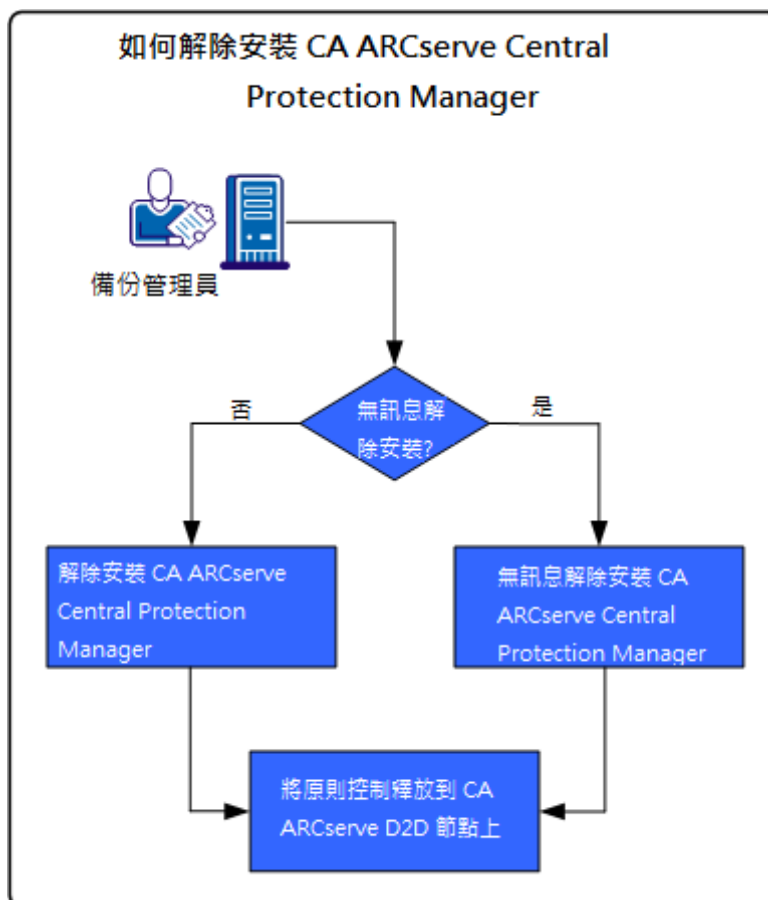 如何解除安裝 CA ARCserve Central
Protection Manager
備份管理員
無訊息解
除安裝?
否
是
解除安裝 CA ARCserve
Central Protection
Manager
無訊息解除安裝 CA
ARCserve Central
Protection Manager
將原則控制釋放到 CA
ARCserve D2D 節點上